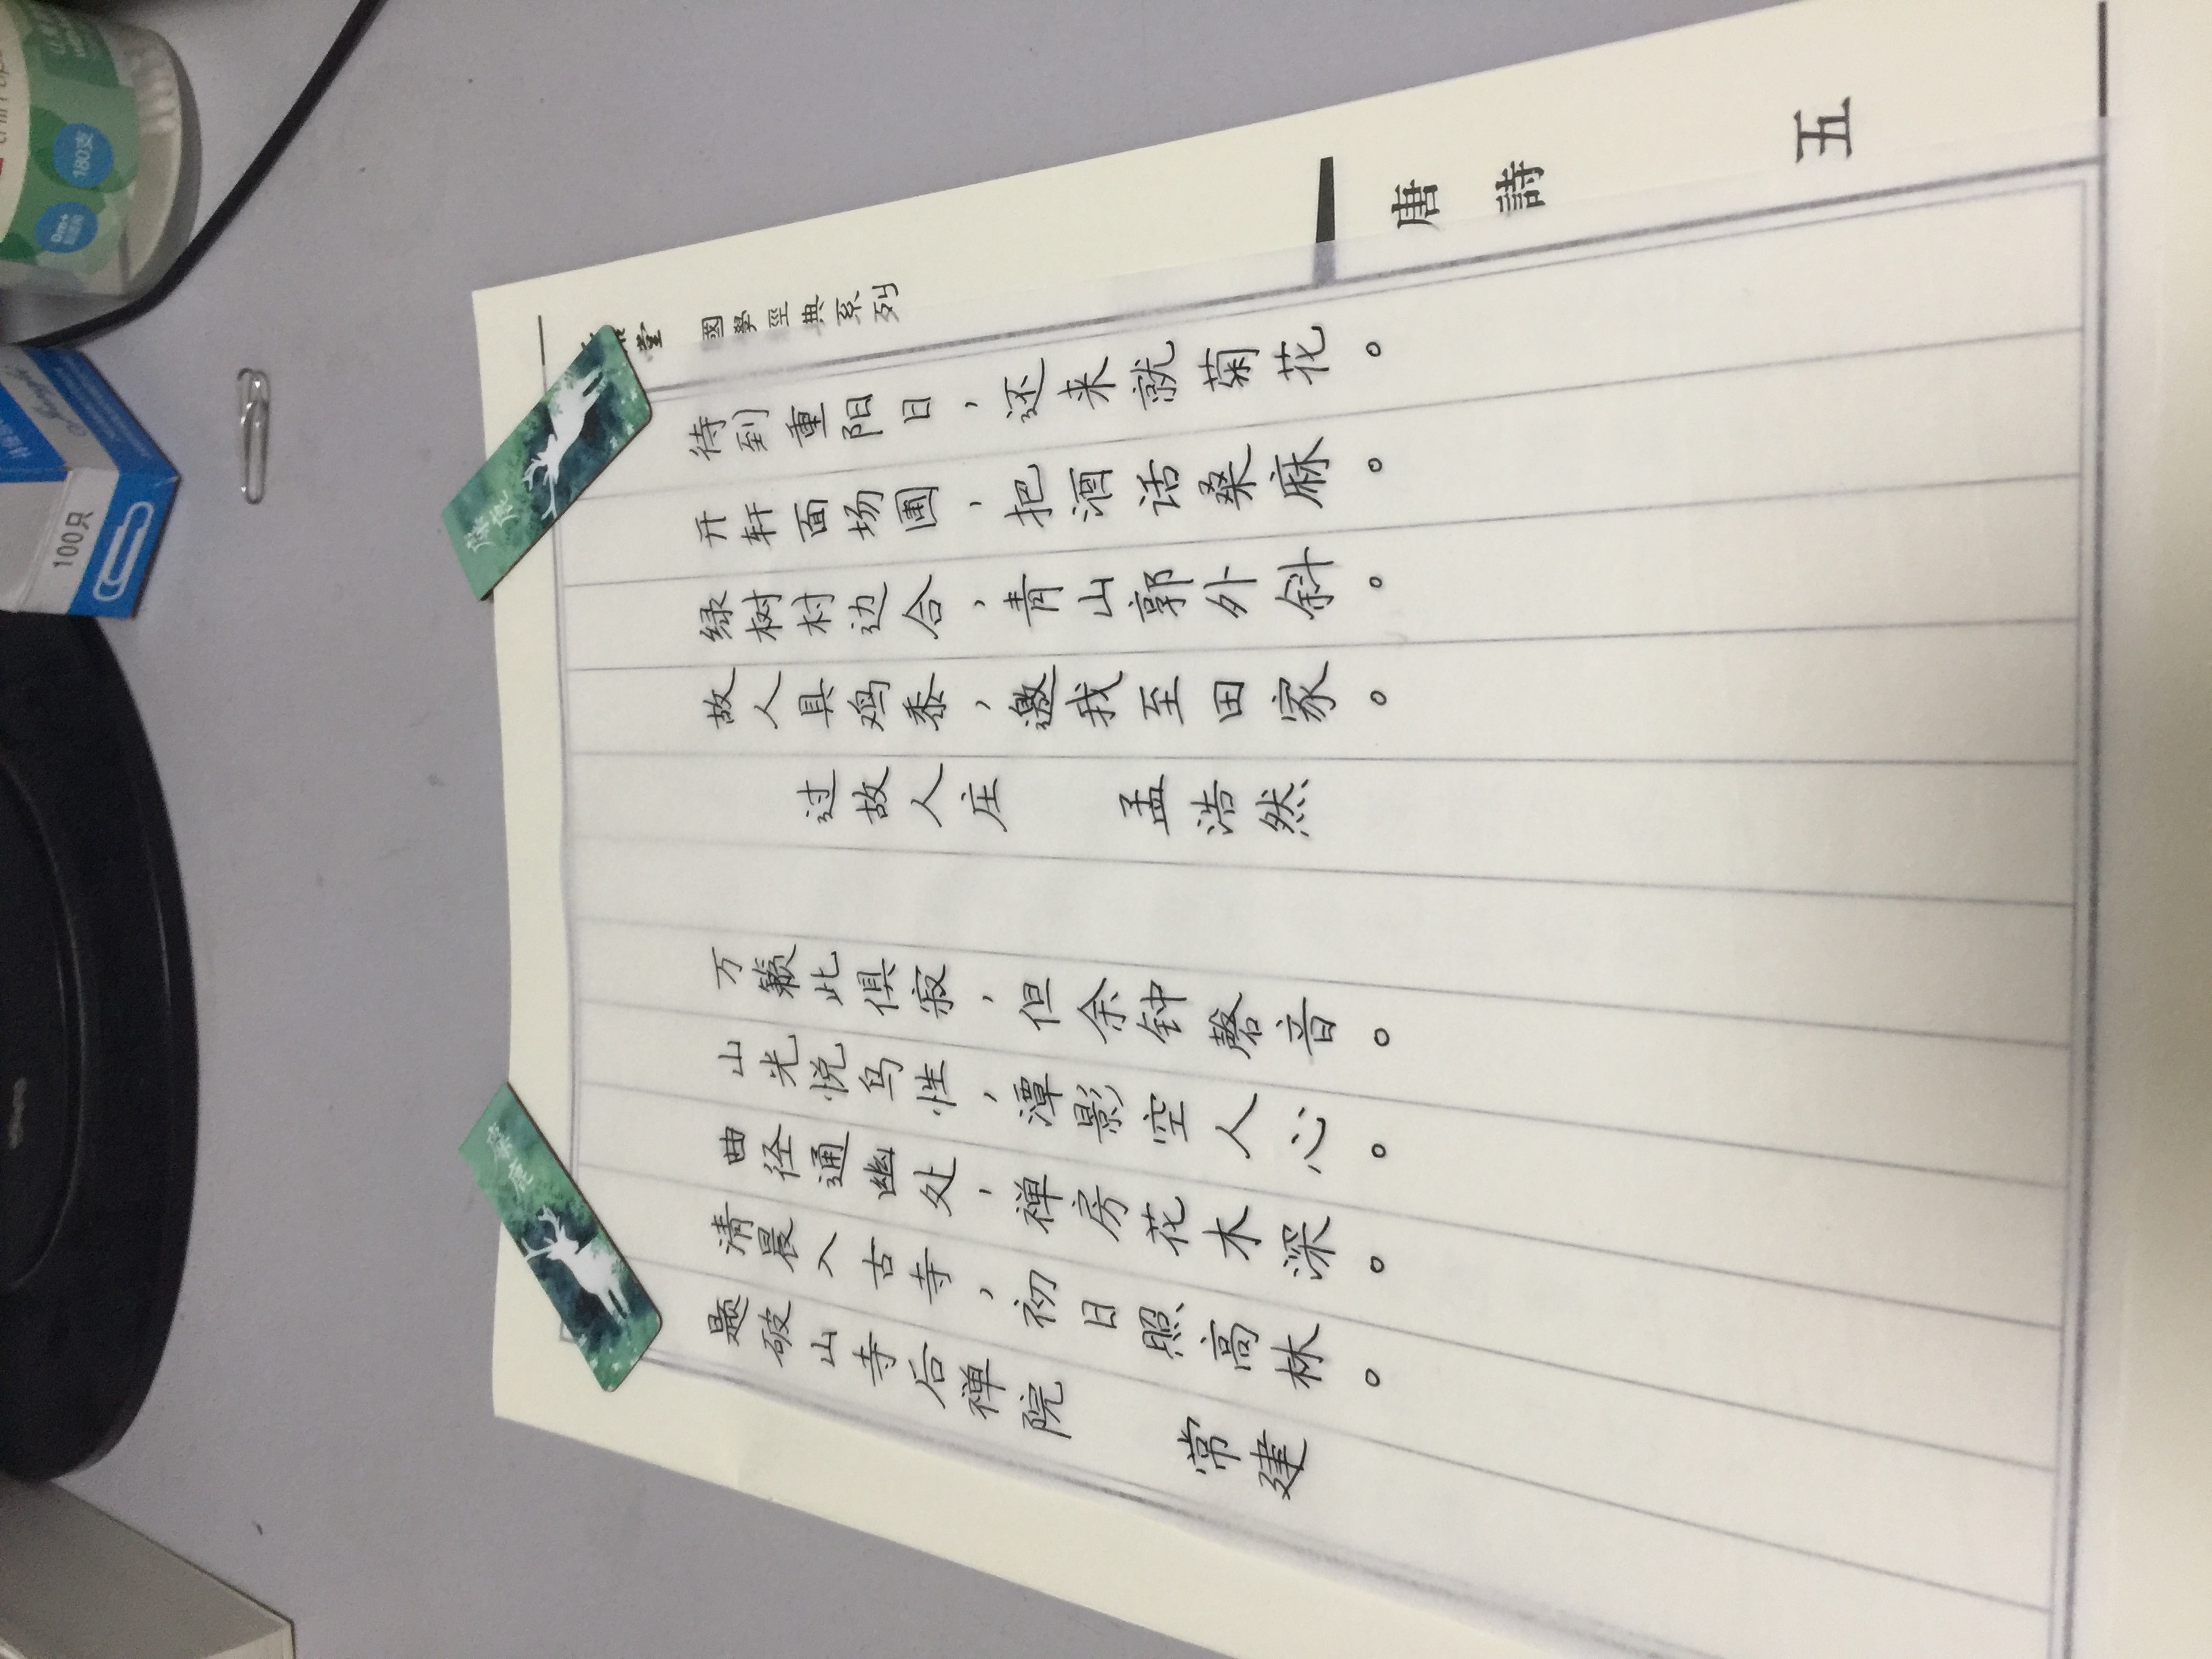 100只
0m+
180支
麋鹿
麋鹿
题破山寺后禅院 常建
清晨入古寺，初日照高林。
曲径通幽处，禅房花木深。
山光悦鸟性，潭影空人心。
万籁此俱寂，但余钟磬音。
过故人庄 孟浩然
故人具鸡黍，邀我至田家。
绿树村边合，青山郭外斜。
开轩面场圃，把酒话桑麻。
待到重阳日，还来就菊花。
堂 國學經典系列
唐詩
五